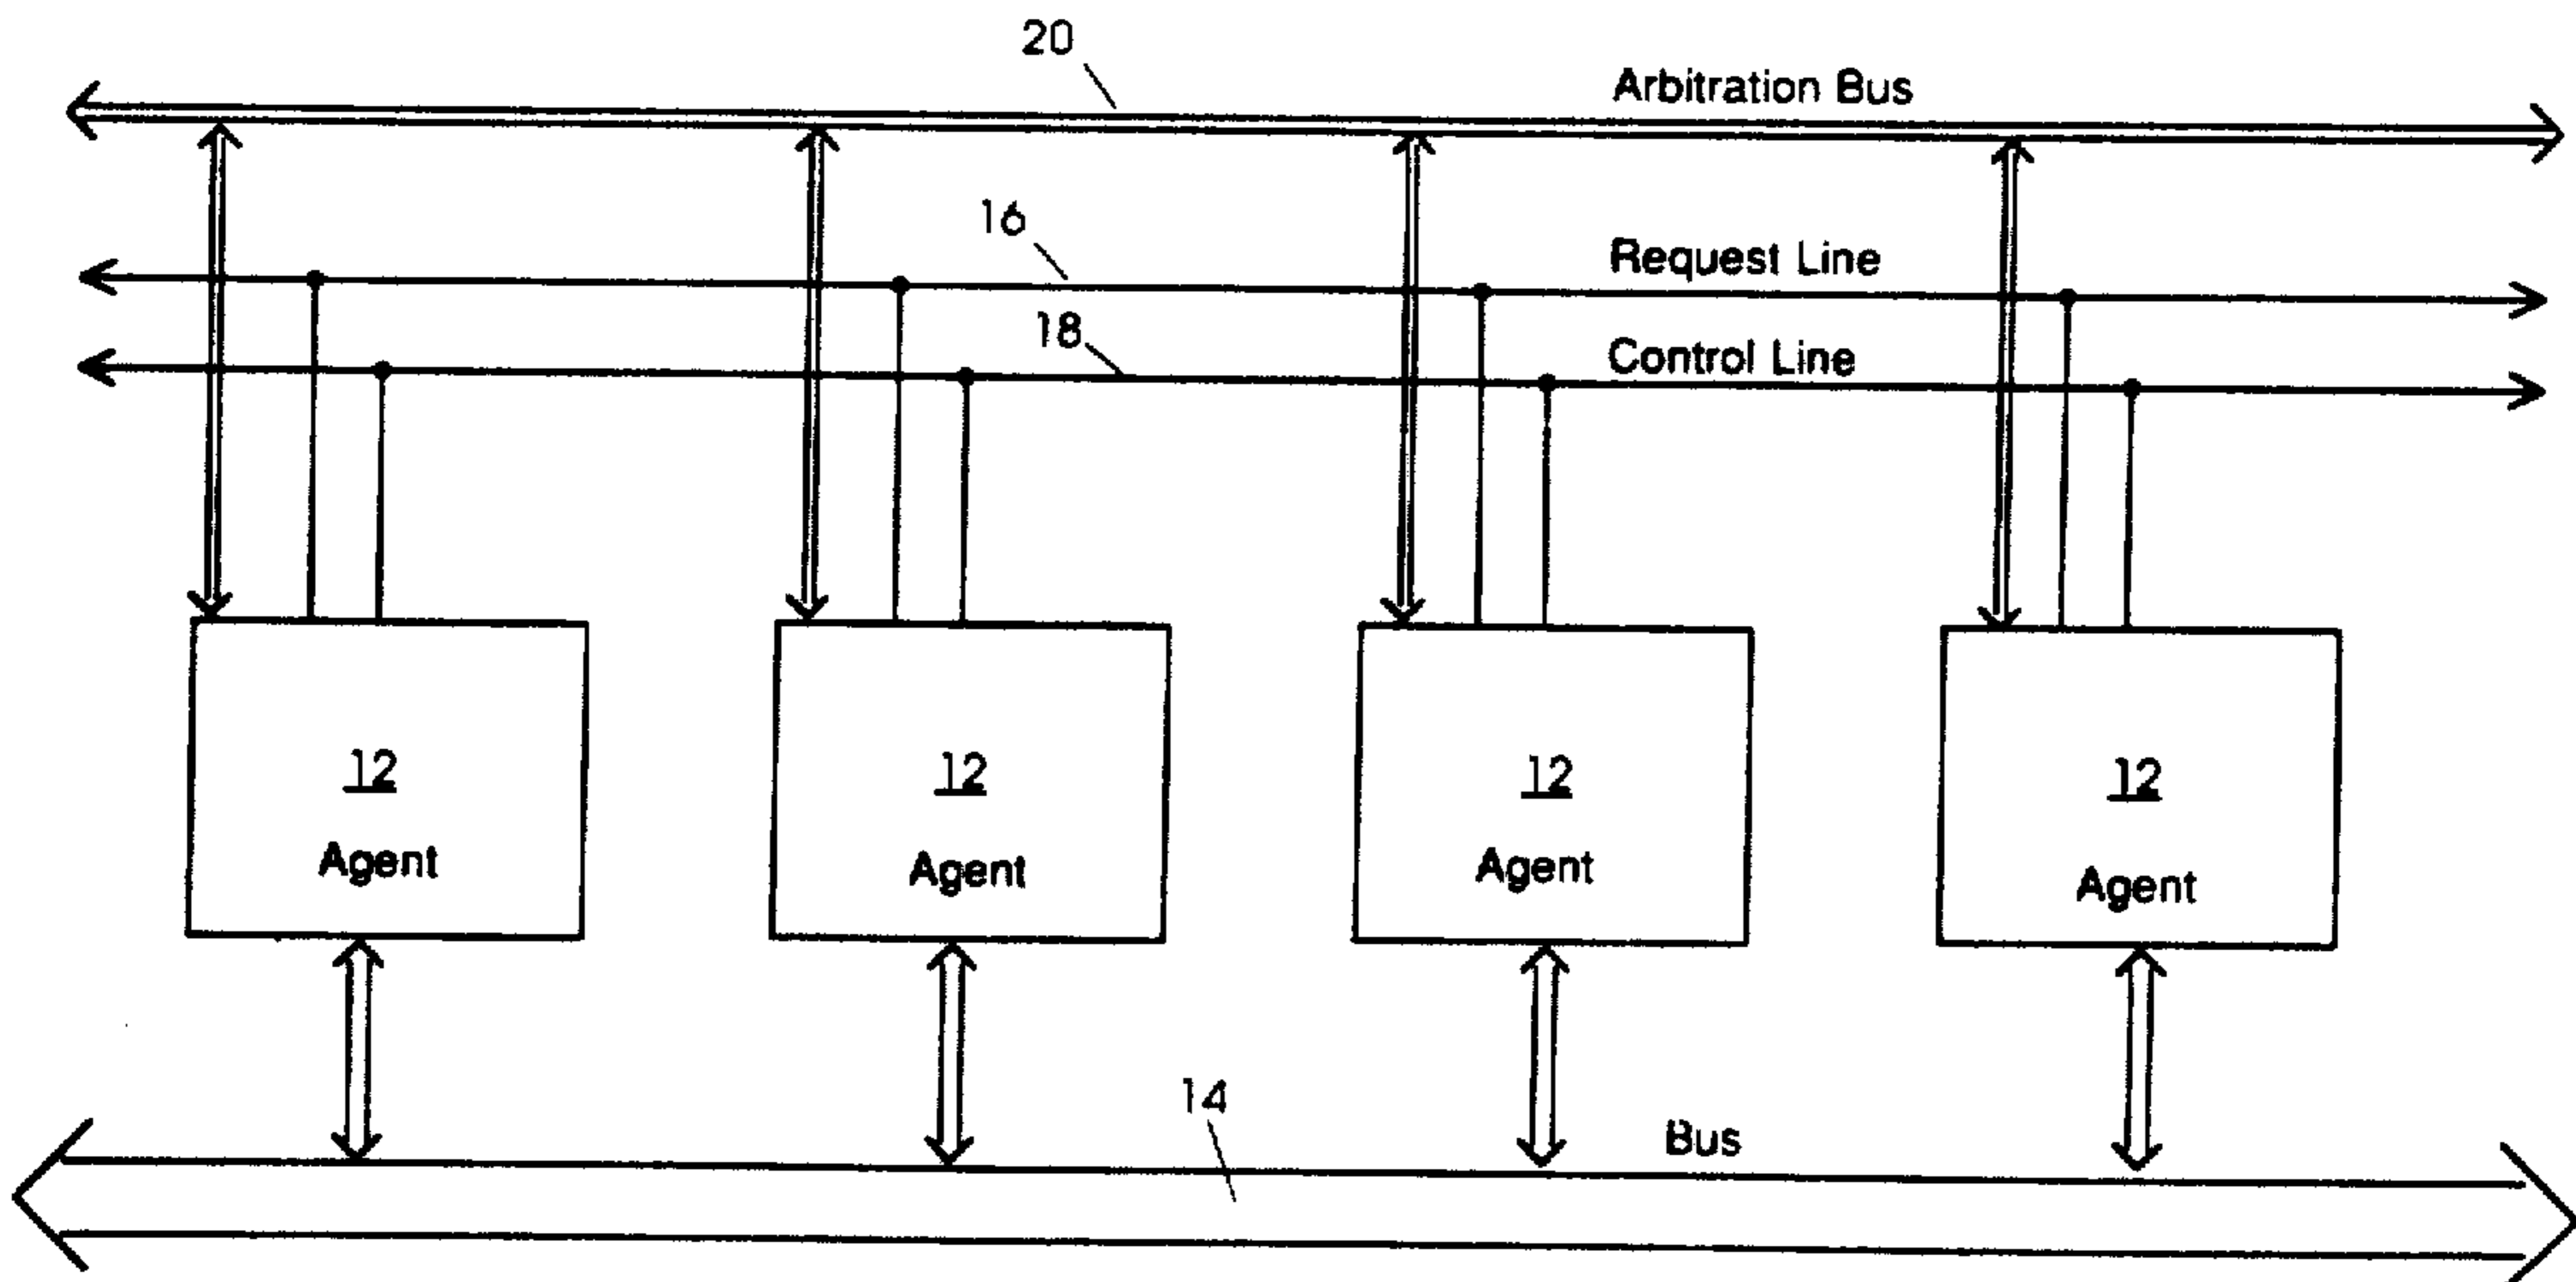 20
Arbitration Bus
16
Request Line
18
Control Line
12
Agent
12
Agent
12
Agent
12
Agent
14
Bus